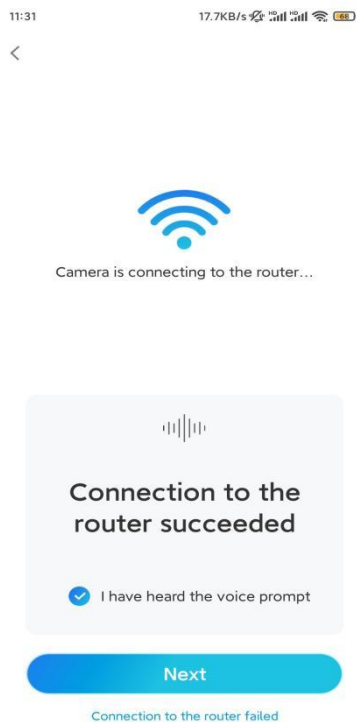 11:31 17.7KB/s 68
Camera is connecting to the router...
Connection to the
router succeeded
I have heard the voice prompt
Next
Connection to the router failed